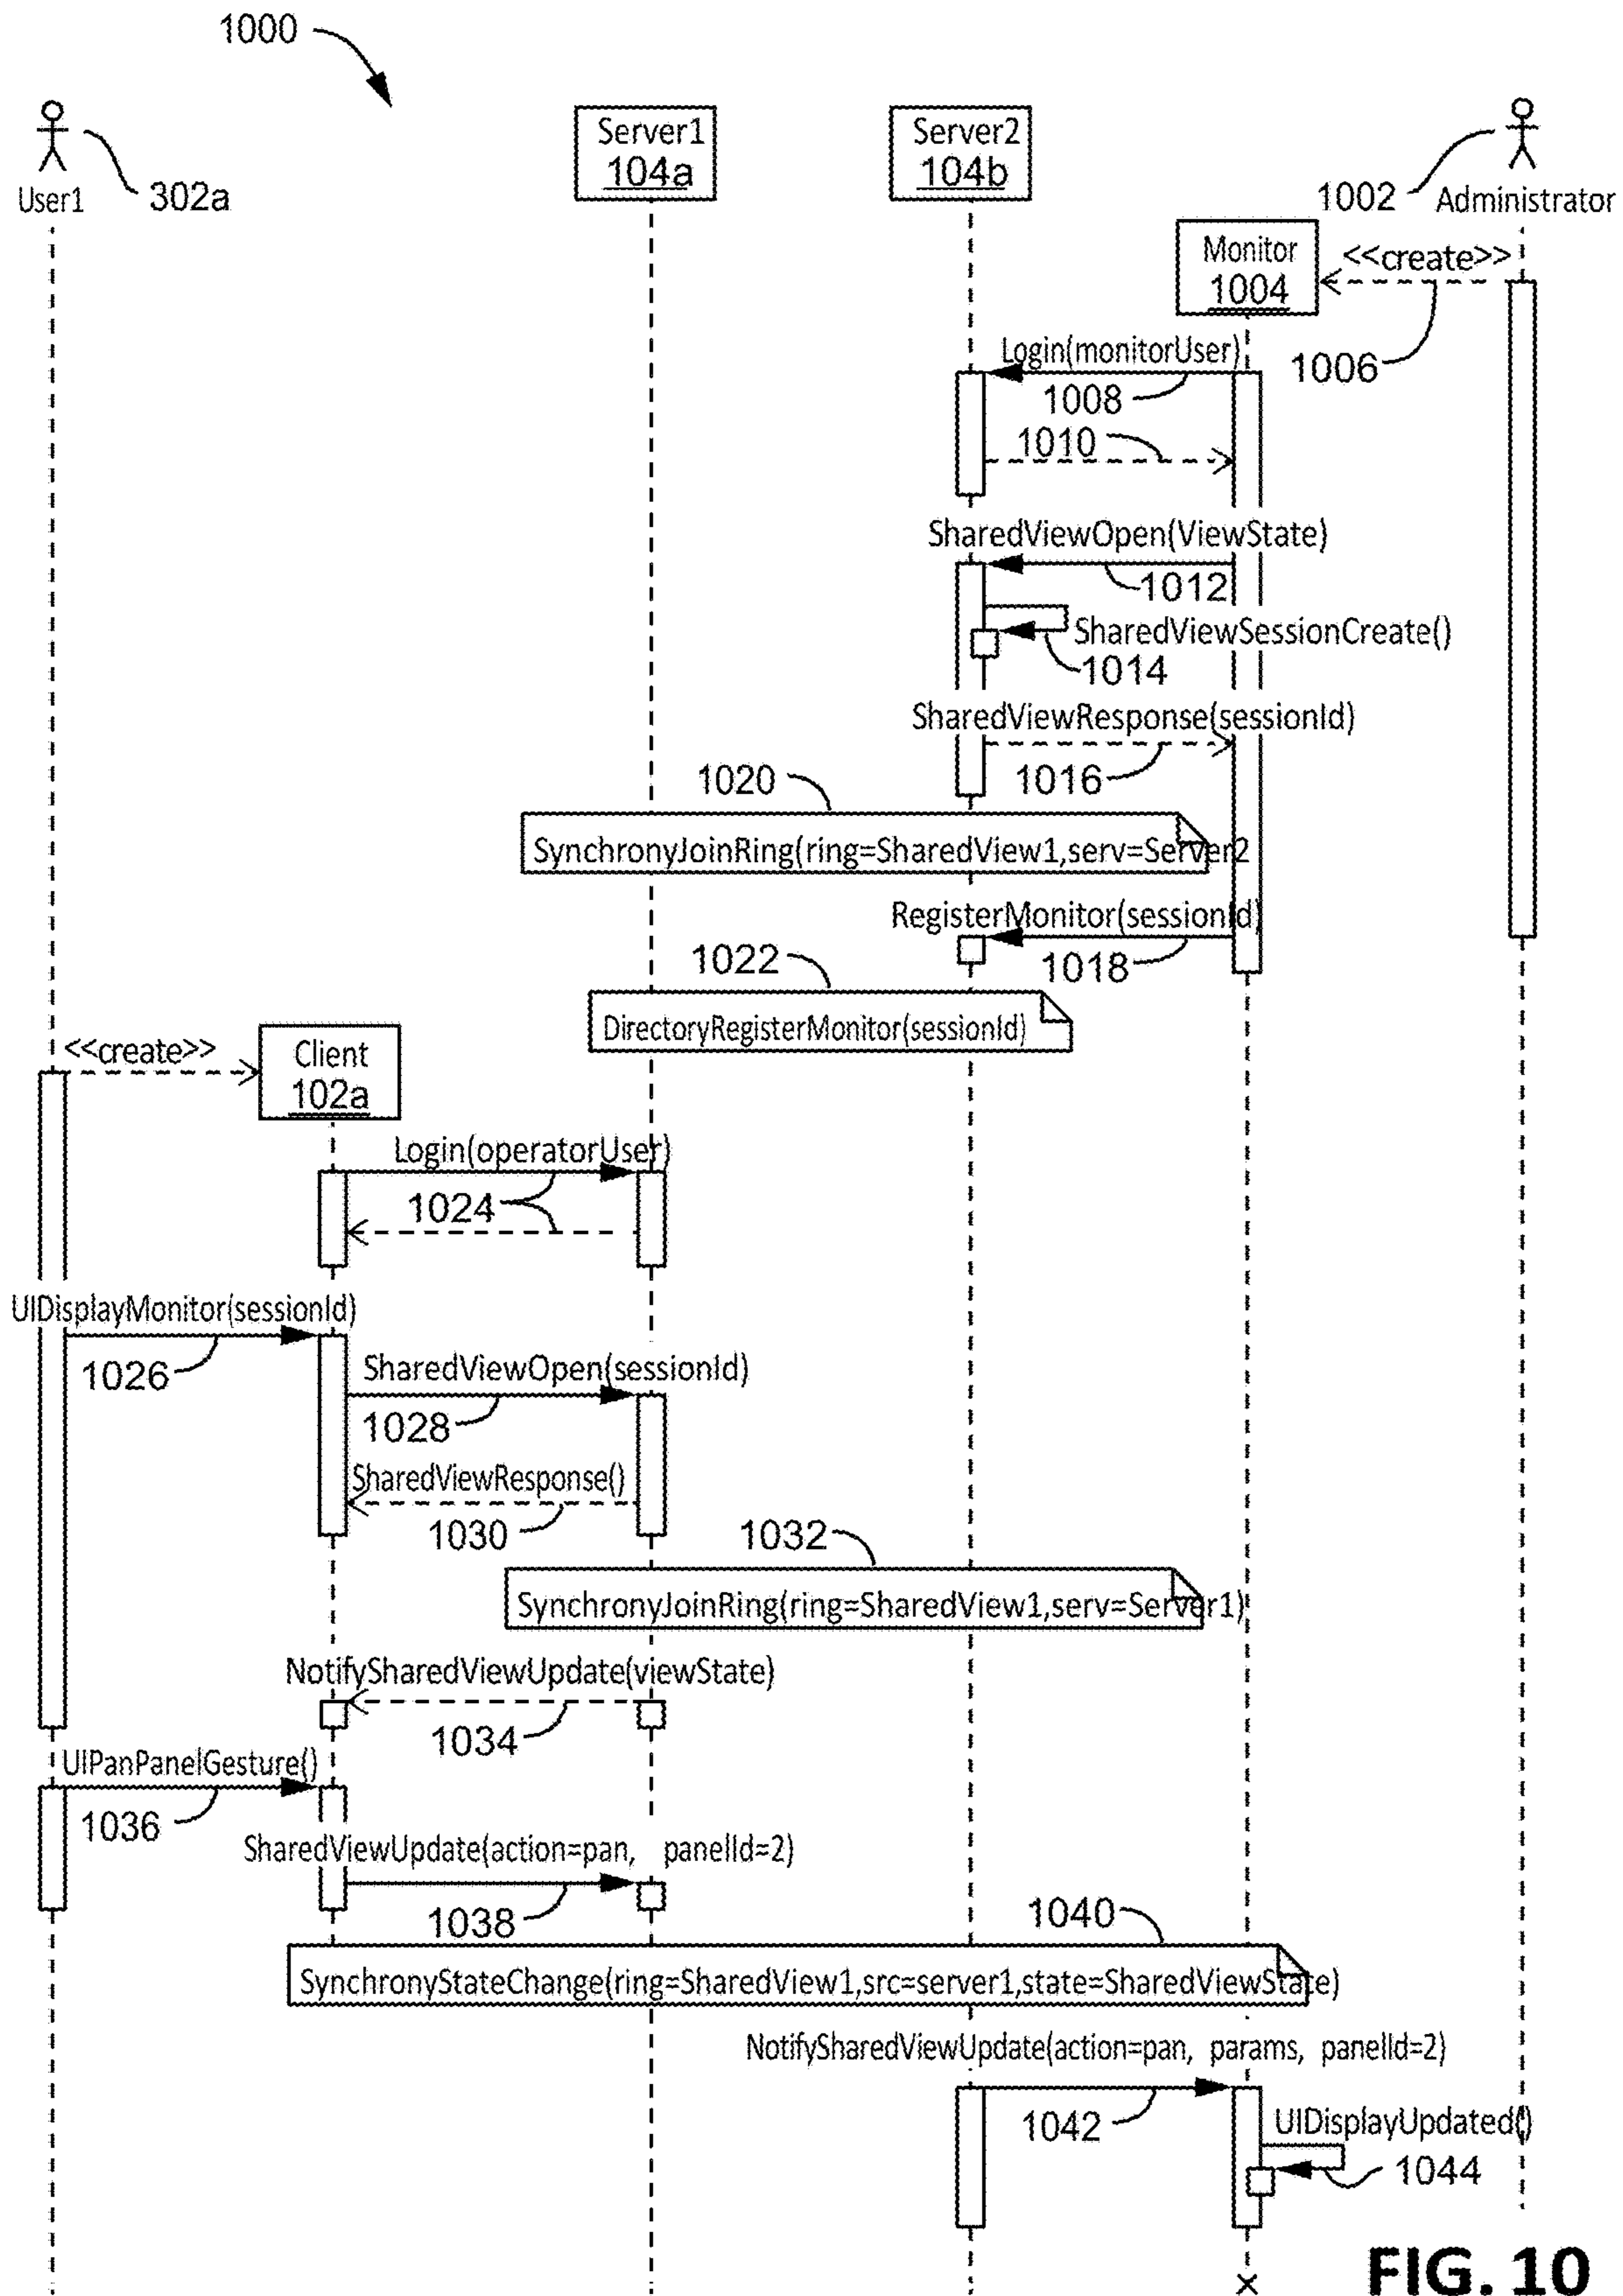 1000
User1
302a
Server1
104a
Server2
104b
1002
Administrator
Monitor
1004
<<create>>
1006
Login(monitorUser)
1008
1010
SharedViewOpen(ViewState)
1012
SharedViewSessionCreate()
1014
SharedViewResponse(sessionId)
1016
1020
SynchronyJoinRing(ring=SharedView1,serv=Server2
RegisterMonitor(sessionId)
1018
1022
DirectoryRegisterMonitor(sessionId)
<<create>>
Client
102a
Login(operatorUser)
1024
UIDisplayMonitor(sessionId)
1026
SharedViewOpen(sessionId)
1028
SharedViewResponse()
1030
1032
SynchronyJoinRing(ring=SharedView1,serv=Server1)
NotifySharedViewUpdate(viewState)
1034
UIPanPanelGesture()
1036
SharedViewUpdate(action=pan, panelId=2)
1038
1040
SynchronyStateChange(ring=SharedView1,src=server1,state=SharedViewState)
NotifySharedViewUpdate(action=pan, params, panelId=2)
1042
UIDisplayUpdated()
1044
FIG. 10